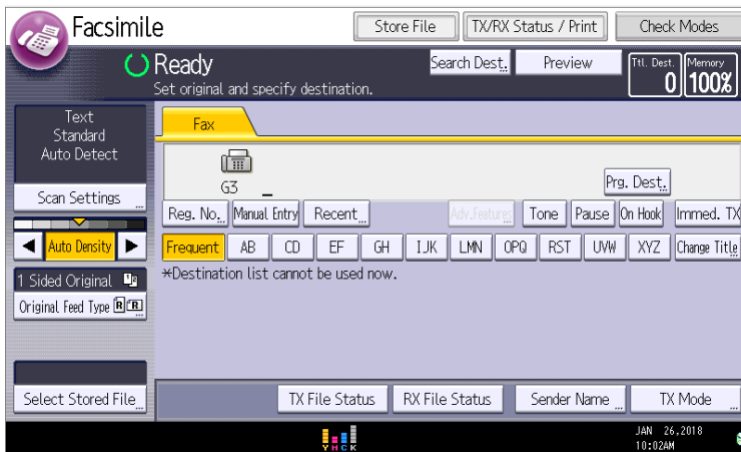 Facsimile
Store File
TX/RX Status / Print
Check Modes
Ready
Search Dest.
Preview
Ttl. Dest.
0
Memory
100%
Set original and specify destination.
Text
Standard
Auto Detect
Scan Settings
Auto Density
1 Sided Original
Original Feed Type R R
Select Stored File
Fax
G3 _
Prg. Dest.
Reg. No. Manual Entry Recent Adv.Features Tone Pause On Hook Immed. TX
Frequent AB CD EF GH IJK LMN OPQ RST UVW XYZ Change Title
*Destination list cannot be used now.
TX File Status RX File Status Sender Name TX Mode
Y M C K
JAN 26,2018
10:02AM